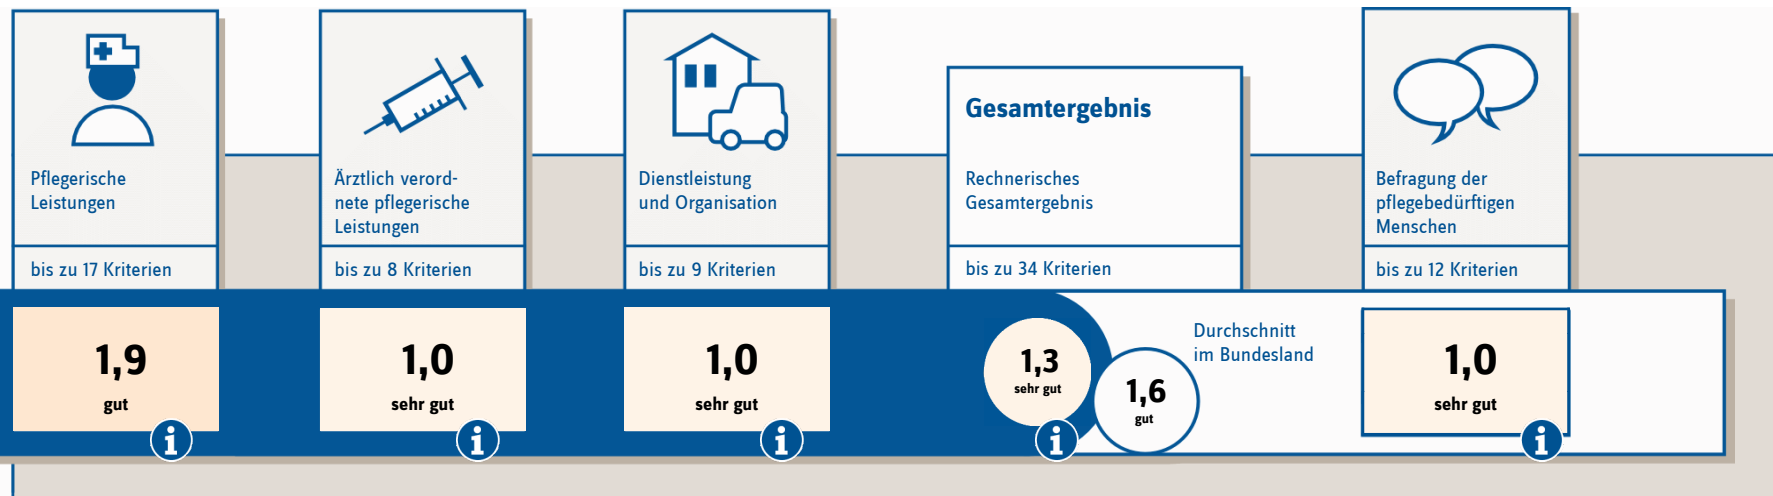 Pflegerische
Leistungen
bis zu 17 Kriterien
1,9
gut
i
Ärztlich verord-
nete pflegerische
Leistungen
bis zu 8 Kriterien
1,0
sehr gut
i
Dienstleistung
und Organisation
bis zu 9 Kriterien
1,0
sehr gut
i
Gesamtergebnis
Rechnerisches
Gesamtergebnis
bis zu 34 Kriterien
1,3
sehr gut
i
1,6
gut
Durchschnitt
im Bundesland
Befragung der
pflegebedürftigen
Menschen
bis zu 12 Kriterien
1,0
sehr gut
i